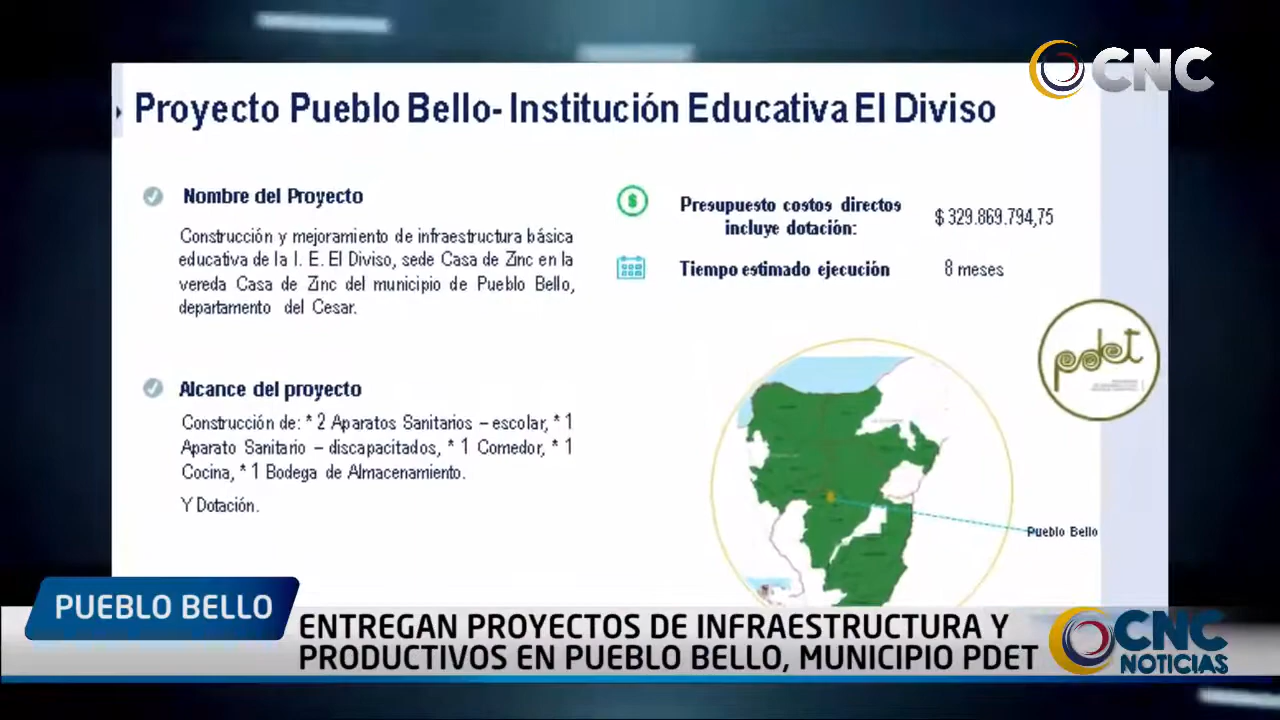 CNC
Proyecto Pueblo Bello- Institución Educativa El Diviso
Nombre del Proyecto
Construcción y mejoramiento de infraestructura básica
educativa de la I. E. El Diviso, sede Casa de Zinc en la
vereda Casa de Zinc del municipio de Pueblo Bello,
departamento del Cesar.
Alcance del proyecto
Construcción de: * 2 Aparatos Sanitarios – escolar, * 1
Aparato Sanitario – discapacitados, * 1 Comedor, * 1
Cocina, * 1 Bodega de Almacenamiento.
Y Dotación.
Presupuesto costos directos
incluye dotación:
$ 329.869.794,75
Tiempo estimado ejecución
8 meses
pdet
Pueblo Bello
PUEBLO BELLO
ENTREGAN PROYECTOS DE INFRAESTRUCTURA Y
PRODUCTIVOS EN PUEBLO BELLO, MUNICIPIO PDET
CNC
NOTICIAS